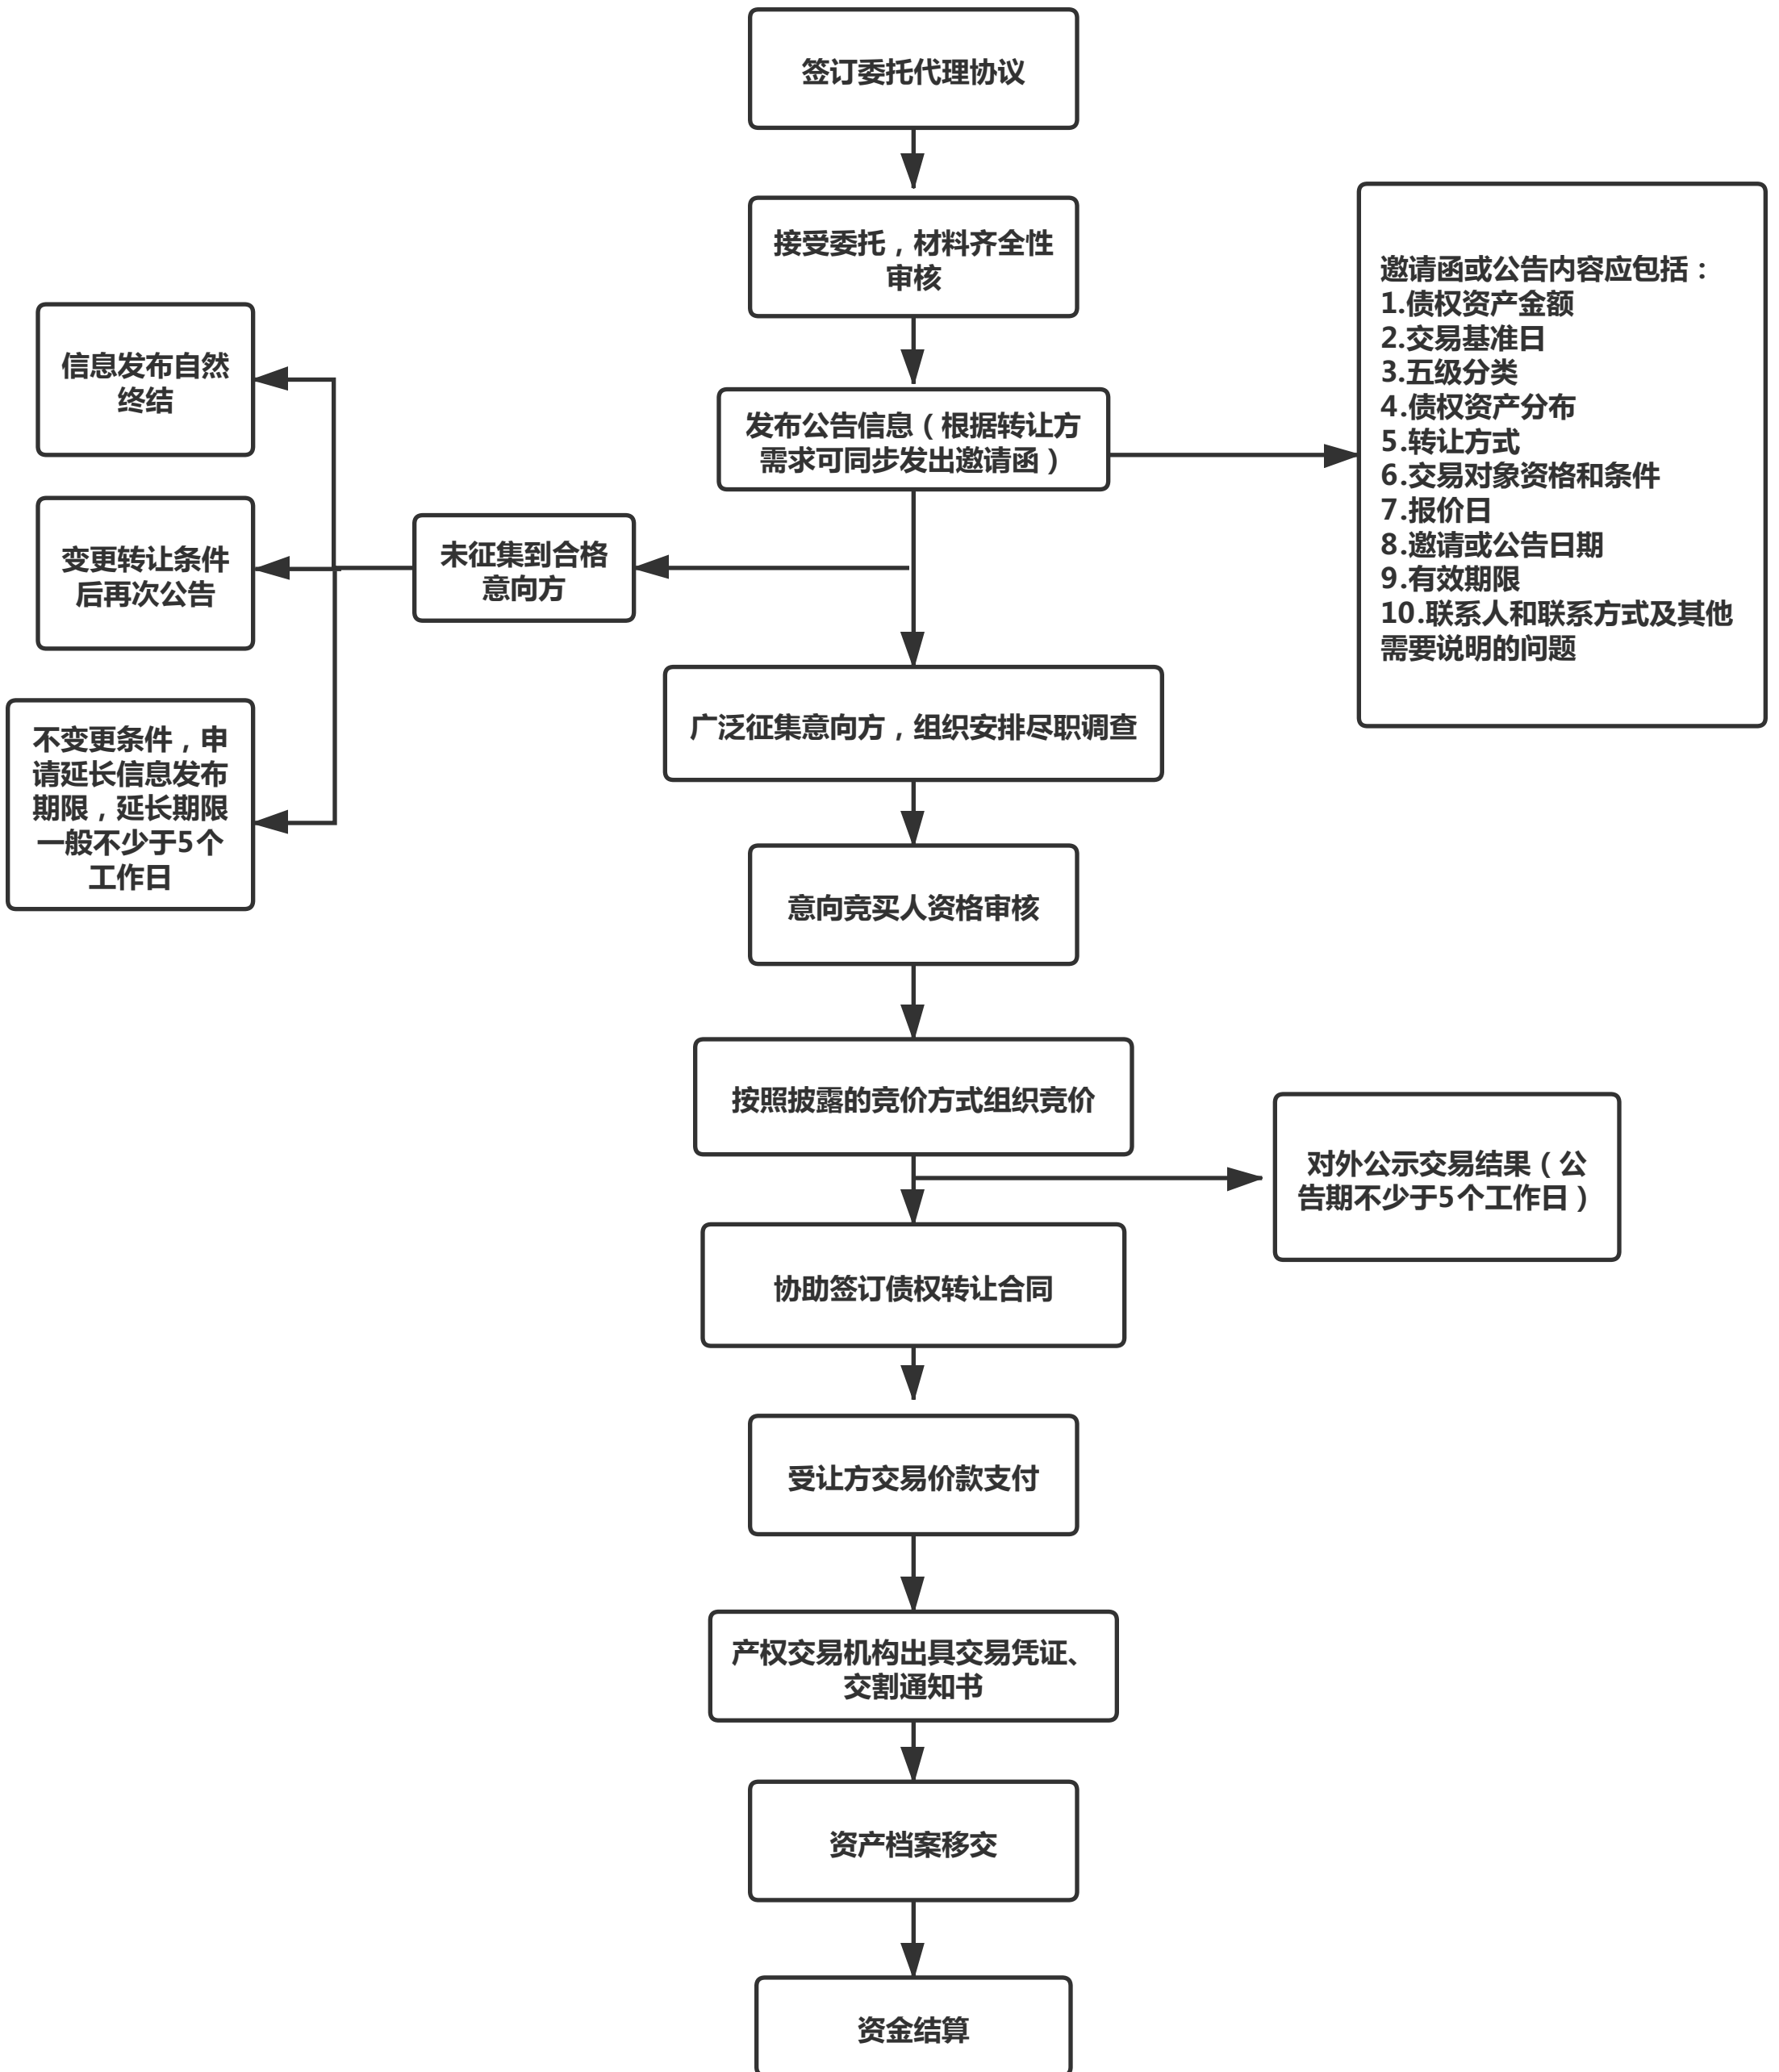 签订委托代理协议
接受委托，材料齐全性
审核
发布公告信息（根据转让方
需求可同步发出邀请函）
邀请函或公告内容应包括：
1.债权资产金额
2.交易基准日
3.五级分类
4.债权资产分布
5.转让方式
6.交易对象资格和条件
7.报价日
8.邀请或公告日期
9.有效期限
10.联系人和联系方式及其他
需要说明的问题
未征集到合格
意向方
信息发布自然
终结
变更转让条件
后再次公告
不变更条件，申
请延长信息发布
期限，延长期限
一般不少于5个
工作日
广泛征集意向方，组织安排尽职调查
意向竞买人资格审核
按照披露的竞价方式组织竞价
对外公示交易结果（公
告期不少于5个工作日）
协助签订债权转让合同
受让方交易价款支付
产权交易机构出具交易凭证、
交割通知书
资产档案移交
资金结算